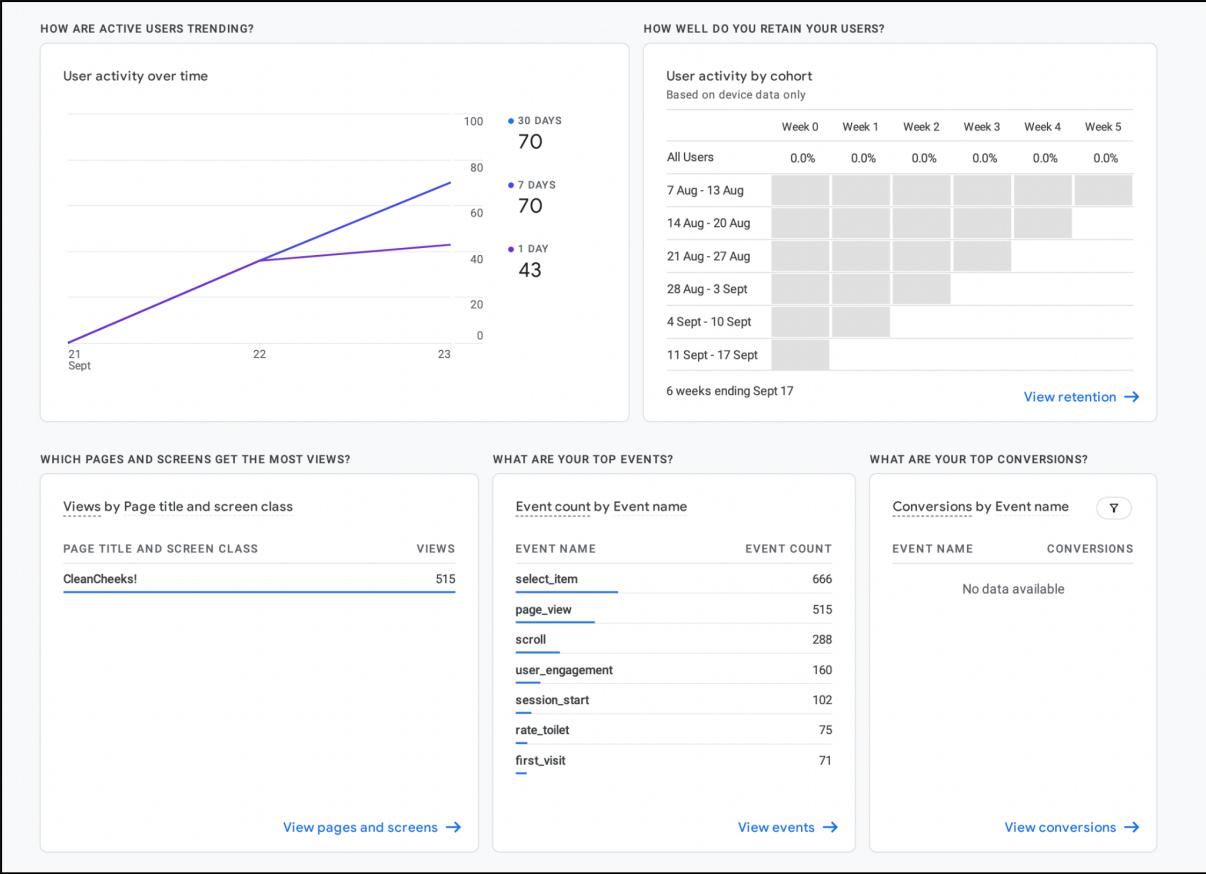 HOW ARE ACTIVE USERS TRENDING?
User activity over time
100
80
60
40
20
0
21
Sept
22
23
30 DAYS
70
7 DAYS
70
1 DAY
43
HOW WELL DO YOU RETAIN YOUR USERS?
User activity by cohort
Based on device data only
Week 0 Week 1 Week 2 Week 3 Week 4 Week 5
All Users 0.0% 0.0% 0.0% 0.0% 0.0% 0.0%
7 Aug - 13 Aug
14 Aug - 20 Aug
21 Aug - 27 Aug
28 Aug - 3 Sept
4 Sept - 10 Sept
11 Sept - 17 Sept
6 weeks ending Sept 17
View retention
WHICH PAGES AND SCREENS GET THE MOST VIEWS?
Views by Page title and screen class
PAGE TITLE AND SCREEN CLASS VIEWS
CleanCheeks! 515
View pages and screens
WHAT ARE YOUR TOP EVENTS?
Event count by Event name
EVENT NAME EVENT COUNT
select_item 666
page_view 515
scroll 288
user_engagement 160
session_start 102
rate_toilet 75
first_visit 71
View events
WHAT ARE YOUR TOP CONVERSIONS?
Conversions by Event name
EVENT NAME CONVERSIONS
No data available
View conversions